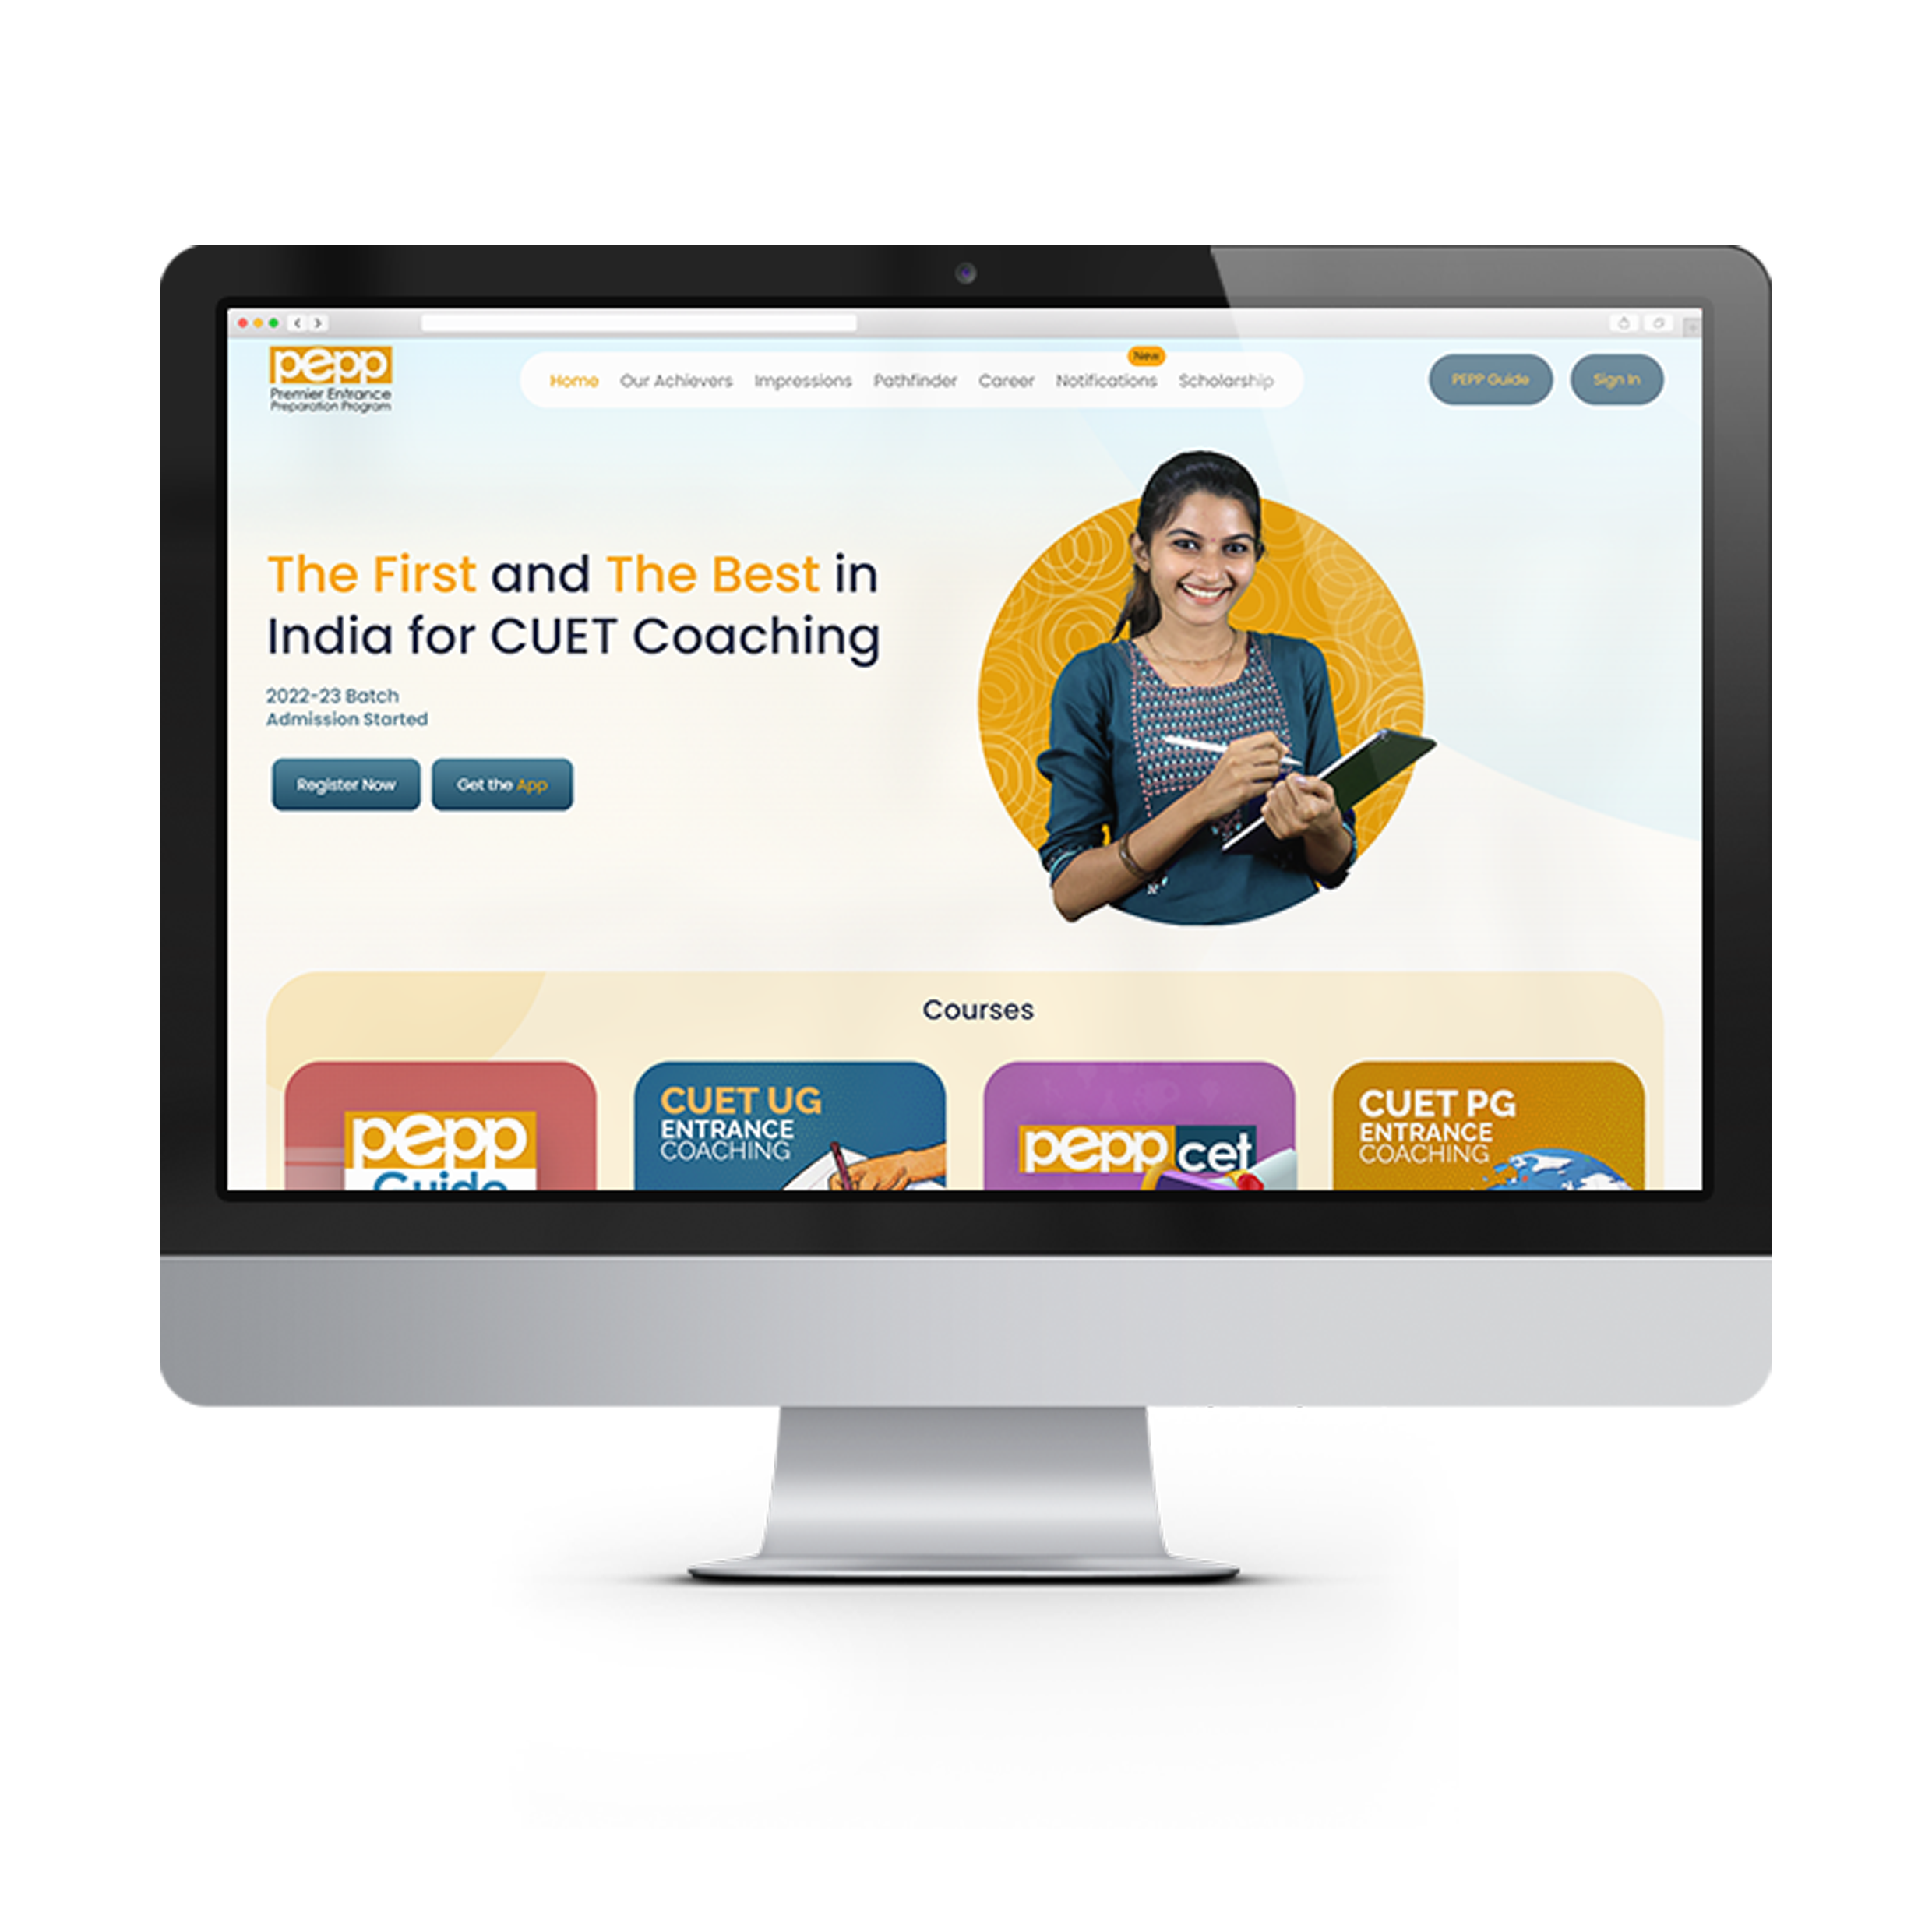 pepp
Premier Entrance
Preparation Program
Home Our Achievers Impressions Pathfinder Career Notifications Scholarship
New
PEPP Guide
Sign In
The First and The Best in
India for CUET Coaching
2022-23 Batch
Admission Started
Register Now
Get the App
Courses
pepp
Guide
CUET UG
ENTRANCE
COACHING
pepp cet
CUET PG
ENTRANCE
COACHING